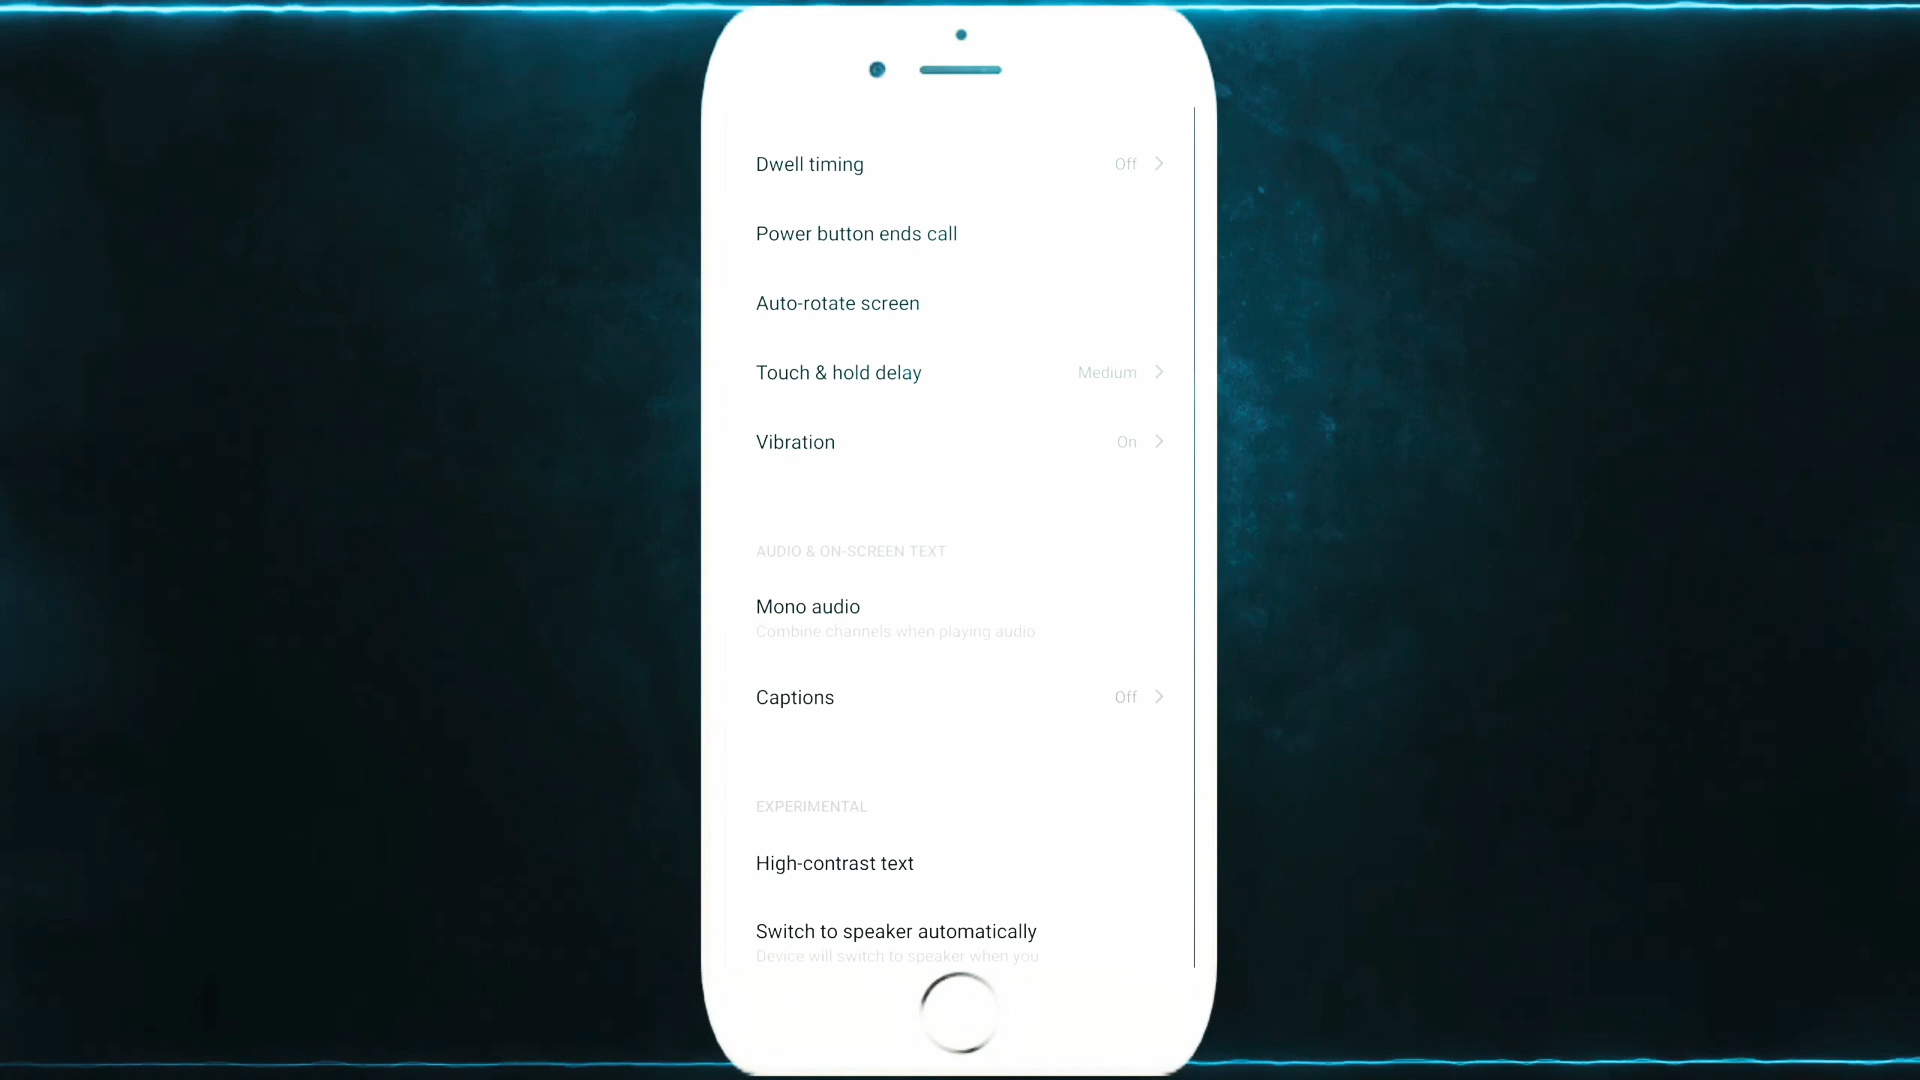 Dwell timing Off
Power button ends call
Auto-rotate screen
Touch & hold delay Medium
Vibration On
AUDIO & ON-SCREEN TEXT
Mono audio
Combine channels when playing audio
Captions Off
EXPERIMENTAL
High-contrast text
Switch to speaker automatically
Device will switch to speaker when you